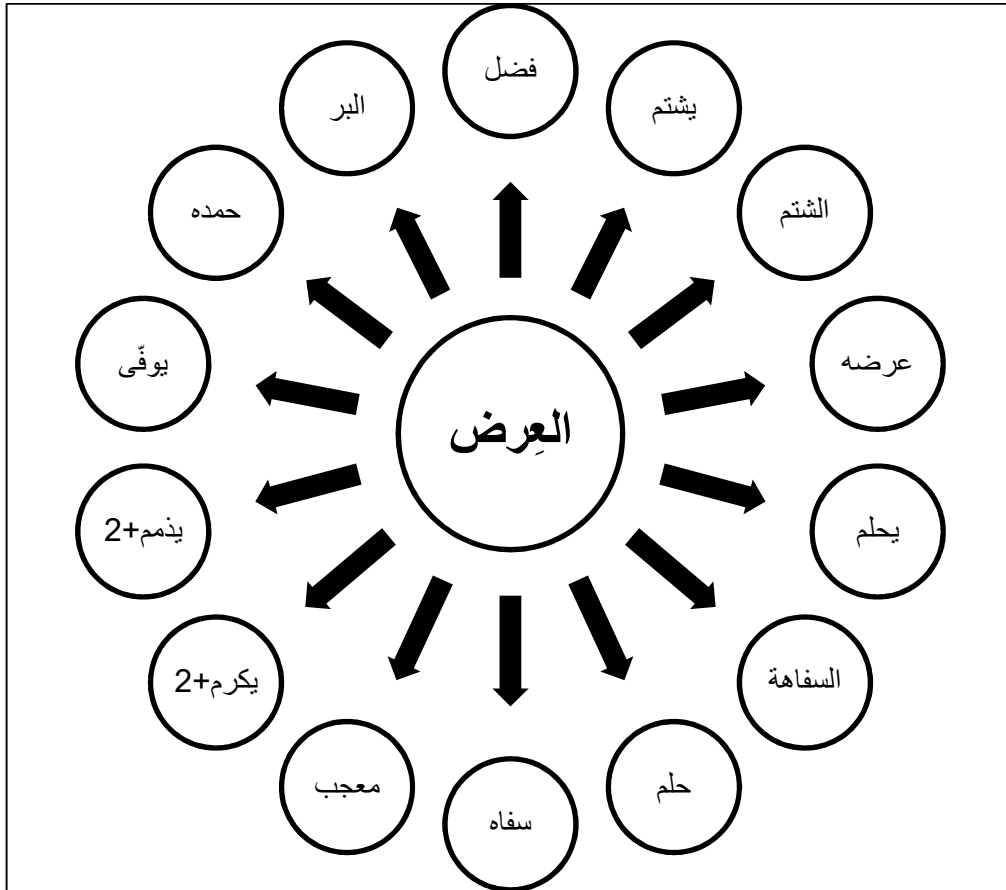 فضل
يشتم
الشتم
عرضه
يحلم
السفاهة
حلم
سفاه
معجب
يكرم+2
يذمم+2
يوفّى
حمده
البر
العِرض